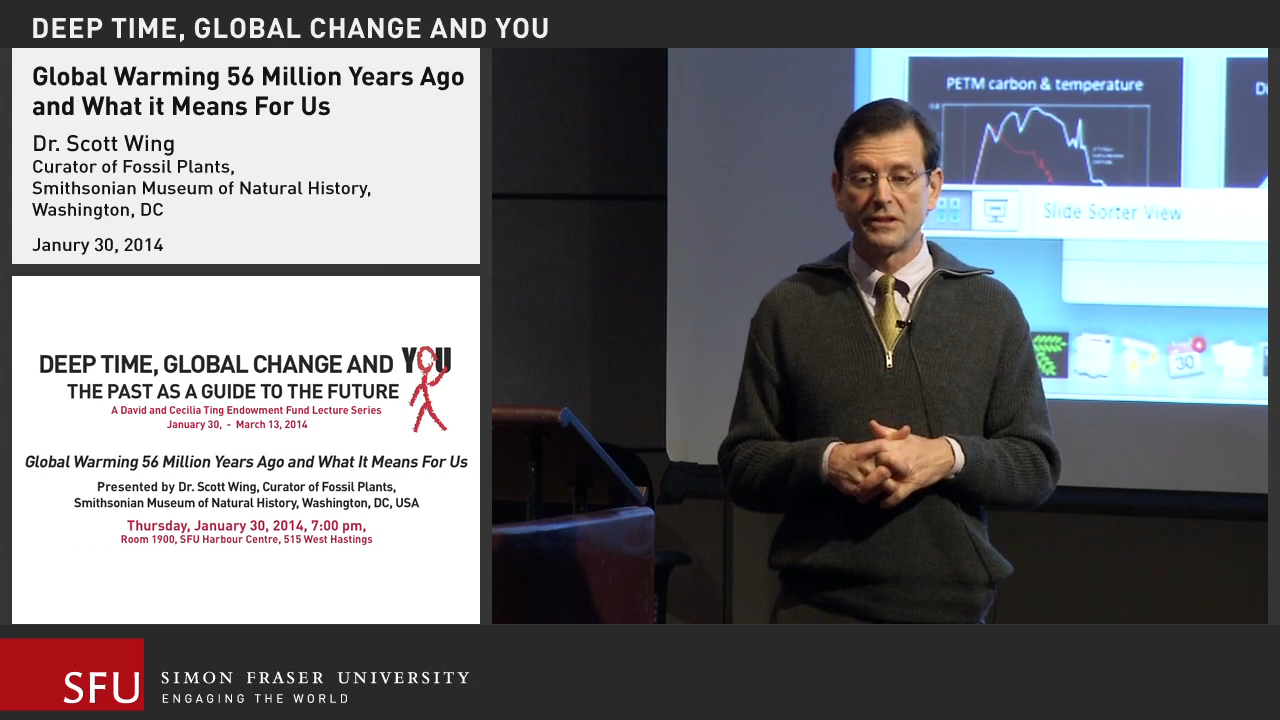 DEEP TIME, GLOBAL CHANGE AND YOU
Global Warming 56 Million Years Ago
and What it Means For Us
Dr. Scott Wing
Curator of Fossil Plants,
Smithsonian Museum of Natural History,
Washington, DC
Janury 30, 2014
DEEP TIME, GLOBAL CHANGE AND YOU
THE PAST AS A GUIDE TO THE FUTURE
A David and Cecilia Ting Endowment Fund Lecture Series
January 30, - March 13, 2014
Global Warming 56 Million Years Ago and What It Means For Us
Presented by Dr. Scott Wing, Curator of Fossil Plants,
Smithsonian Museum of Natural History, Washington, DC, USA
Thursday, January 30, 2014, 7:00 pm,
Room 1900, SFU Harbour Centre, 515 West Hastings
PETM carbon & temperature
Slide Sorter View
30
SFU
SIMON FRASER UNIVERSITY
ENGAGING THE WORLD